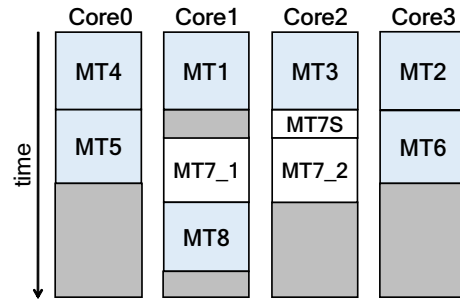 Core0 Core1 Core2 Core3
MT4 MT1 MT3 MT2
MT7S
MT5 MT6
MT7_1 MT7_2
MT8
time